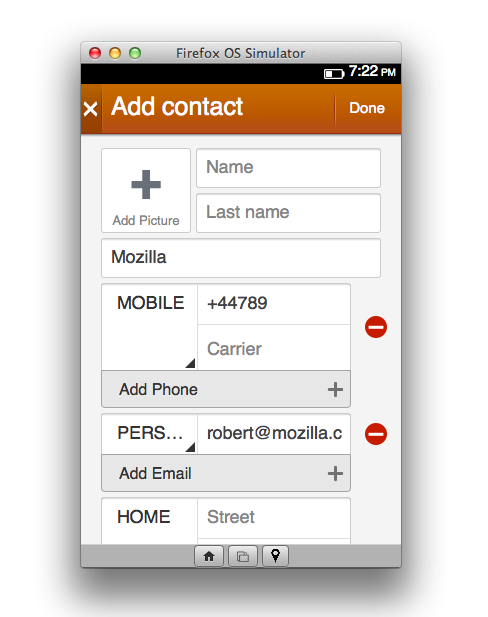 Firefox OS Simulator
7:22 PM
Add contact
Done
Name
Add Picture
Last name
Mozilla
MOBILE
+44789
Carrier
Add Phone
PERS...
robert@mozilla.c
Add Email
HOME
Street